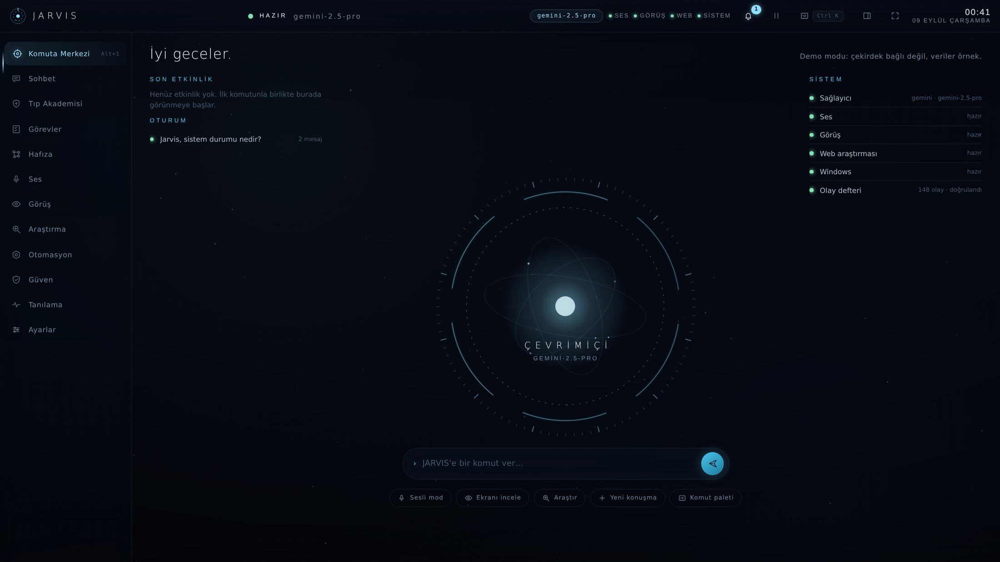 JARVIS
HAZIR gemini-2.5-pro
gemini-2.5-pro SES GÖRÜŞ WEB SİSTEM
1
Ctrl K
00:41
09 EYLÜL ÇARŞAMBA
Komuta Merkezi Alt+1
Sohbet
Tıp Akademisi
Görevler
Hafıza
Ses
Görüş
Araştırma
Otomasyon
Güven
Tanılama
Ayarlar
İyi geceler.
SON ETKİNLİK
Henüz etkinlik yok. İlk komutunla birlikte burada
görünmeye başlar.
OTURUM
Jarvis, sistem durumu nedir? 2 mesaj
Demo modu: çekirdek bağlı değil, veriler örnek.
SİSTEM
Sağlayıcı gemini · gemini-2.5-pro
Ses hazır
Görüş hazır
Web araştırması hazır
Windows hazır
Olay defteri 148 olay · doğrulandı
ÇEVRİMİÇİ
GEMİNİ-2.5-PRO
› JARVIS'e bir komut ver...
Sesli mod
Ekranı incele
Araştır
Yeni konuşma
Komut paleti